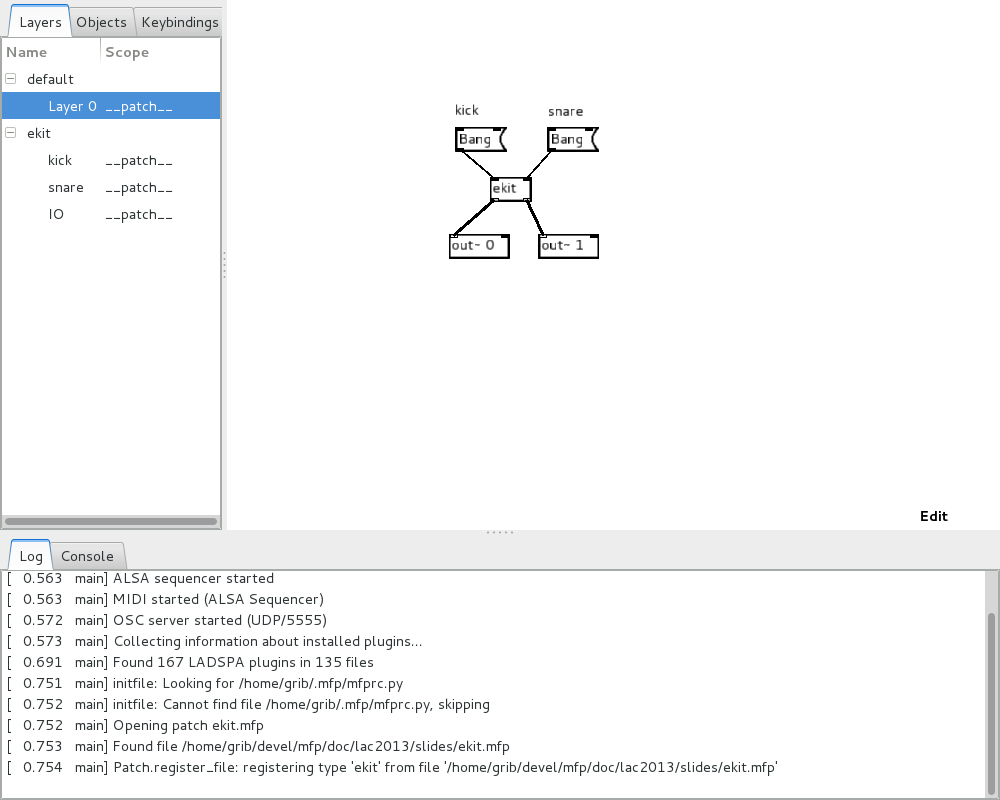 Layers Objects Keybindings
Name Scope
default
Layer 0 __patch__
ekit
kick __patch__
snare __patch__
IO __patch__
kick snare
Bang Bang
ekit
out~ 0 out~ 1
Edit
Log Console
[ 0.563 main] ALSA sequencer started
[ 0.563 main] MIDI started (ALSA Sequencer)
[ 0.572 main] OSC server started (UDP/5555)
[ 0.573 main] Collecting information about installed plugins...
[ 0.691 main] Found 167 LADSPA plugins in 135 files
[ 0.751 main] initfile: Looking for /home/grib/.mfp/mfprc.py
[ 0.752 main] initfile: Cannot find file /home/grib/.mfp/mfprc.py, skipping
[ 0.752 main] Opening patch ekit.mfp
[ 0.753 main] Found file /home/grib/devel/mfp/doc/lac2013/slides/ekit.mfp
[ 0.754 main] Patch.register_file: registering type 'ekit' from file '/home/grib/devel/mfp/doc/lac2013/slides/ekit.mfp'